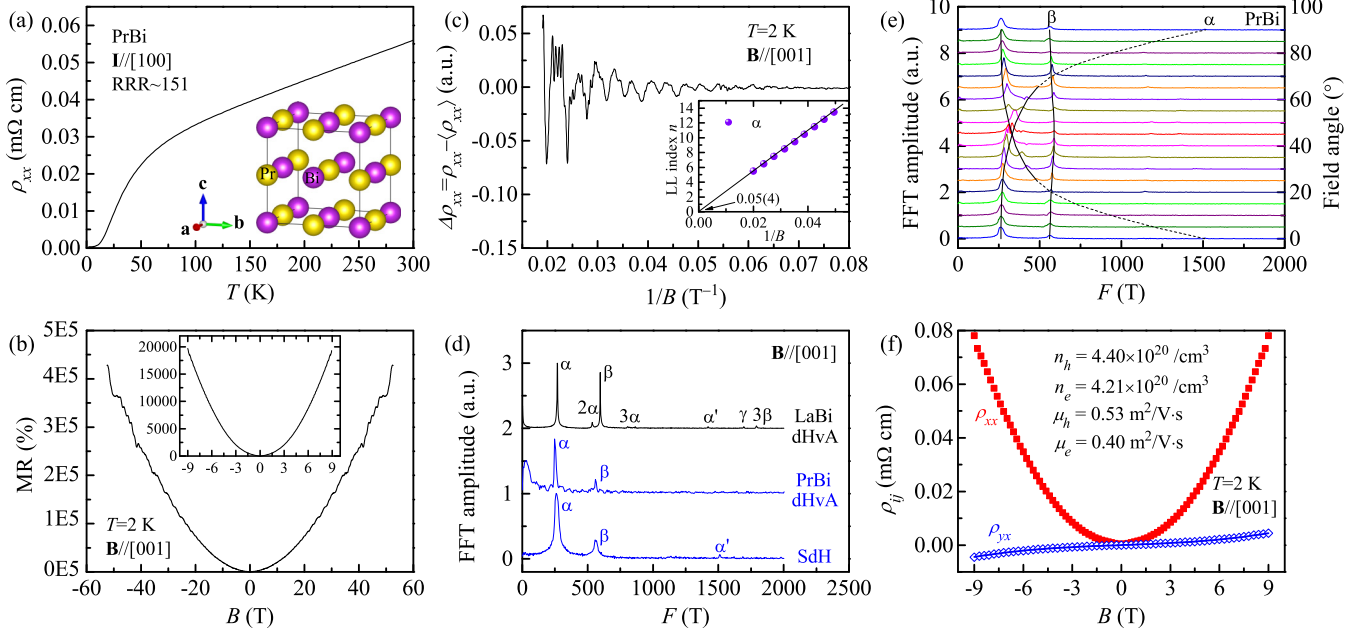 (a)
PrBi
I//[100]
RRR~151
Pr
Bi
c
a
b
0.06
0.05
0.04
0.03
0.02
0.01
0.00
ρxx (mΩ cm)
0 50 100 150 200 250 300
T (K)
(b)
5E5
4E5
3E5
2E5
1E5
0E5
MR (%)
20000
15000
10000
5000
0
-9 -6 -3 0 3 6 9
T=2 K
B//[001]
-60 -40 -20 0 20 40 60
B (T)
(c)
T=2 K
B//[001]
0.05
0.00
-0.05
-0.10
-0.15
Δρxx= ρxx-⟨ρxx⟩ (a.u.)
14
12
10
8
6
4
2
0
LL index n
α
0.05(4)
0.00 0.02 0.04
1/B
0.02 0.03 0.04 0.05 0.06 0.07 0.08
1/B (T⁻¹)
(d)
B//[001]
3
2
1
0
FFT amplitude (a.u.)
α
β
2α
3α
α'
γ 3β
LaBi
dHvA
α
β
PrBi
dHvA
α
β
α'
SdH
0 500 1000 1500 2000 2500
F (T)
(e)
β
α
PrBi
9
8
7
6
5
4
3
2
1
0
FFT amplitude (a.u.)
100
80
60
40
20
0
Field angle (°)
0 500 1000 1500 2000
F (T)
(f)
nh = 4.40×10²⁰ /cm³
ne = 4.21×10²⁰ /cm³
μh = 0.53 m²/V·s
μe = 0.40 m²/V·s
ρxx
T=2 K
B//[001]
ρyx
0.08
0.06
0.04
0.02
0.00
ρij (mΩ cm)
-9 -6 -3 0 3 6 9
B (T)